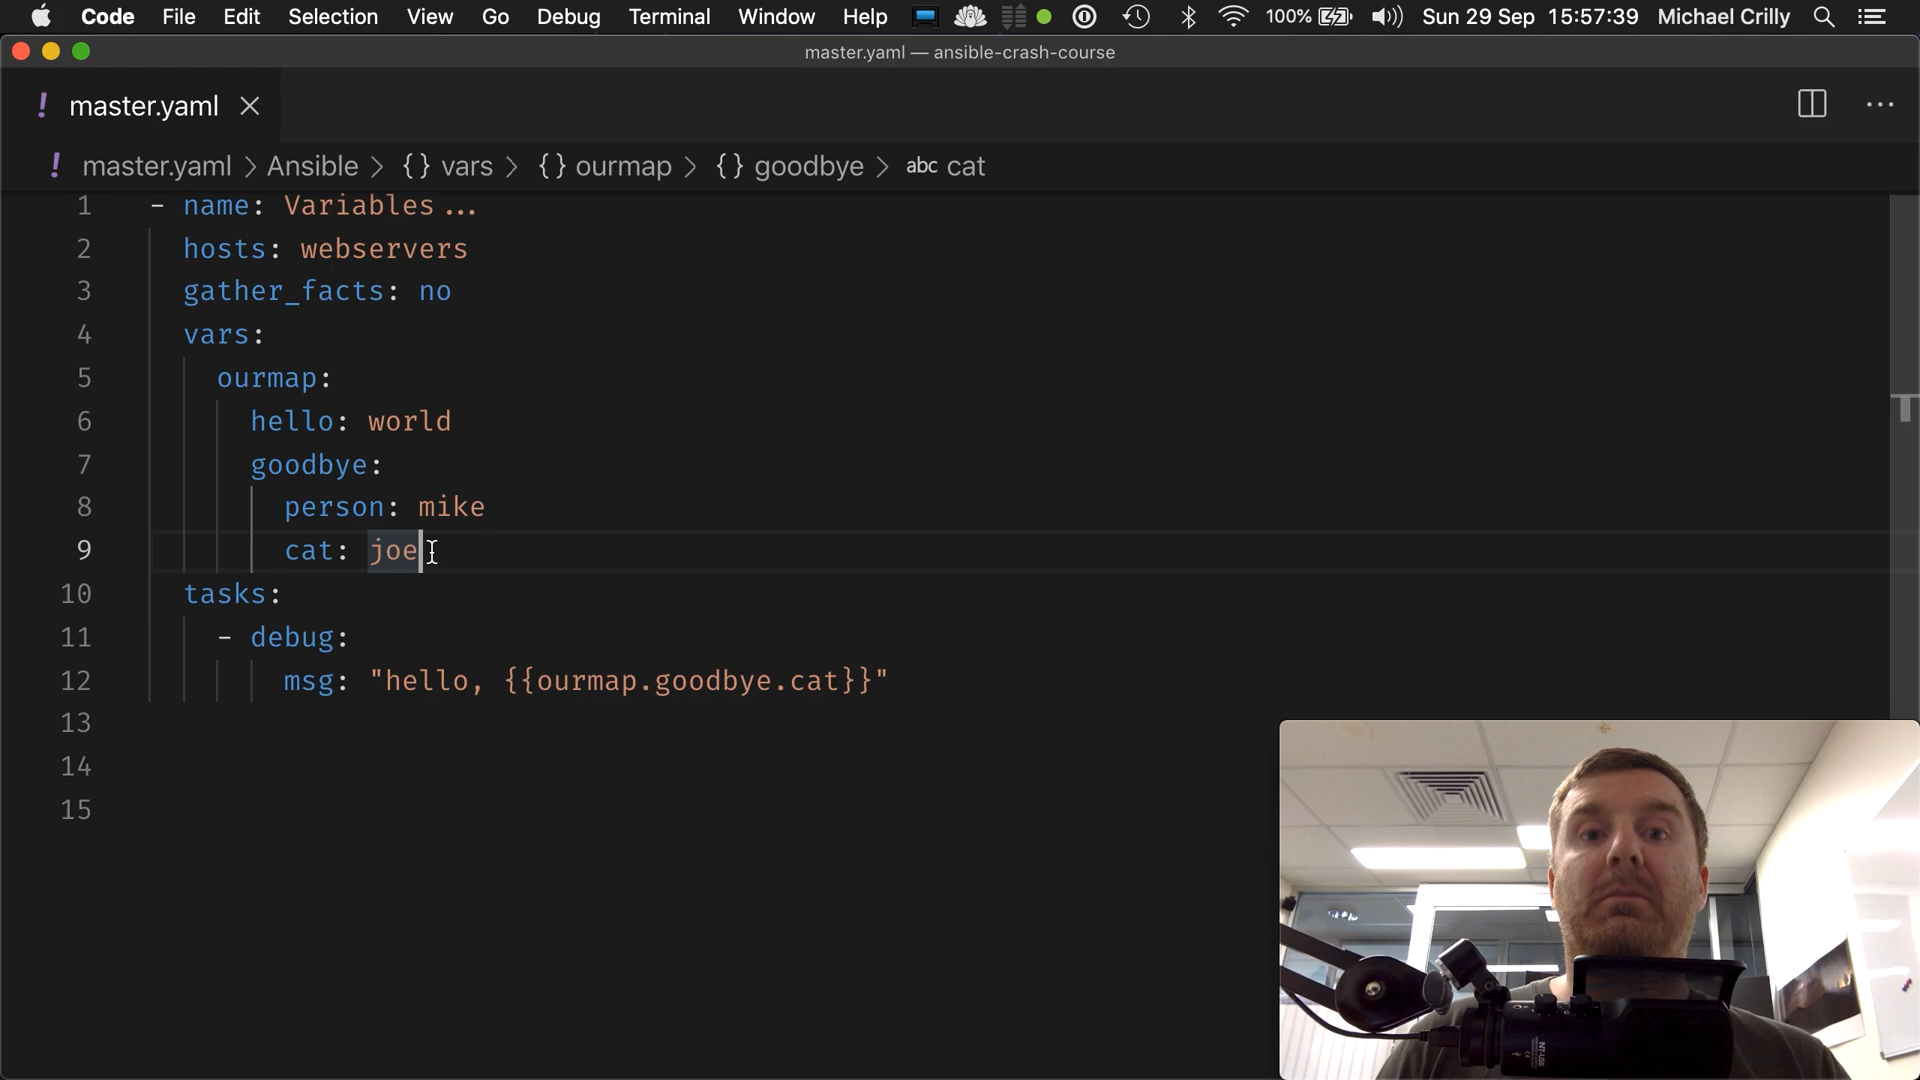 Code File Edit Selection View Go Debug Terminal Window Help 100% Sun 29 Sep 15:57:39 Michael Crilly
master.yaml — ansible-crash-course
! master.yaml
! master.yaml > Ansible > {} vars > {} ourmap > {} goodbye > abc cat
1 - name: Variables...
2 hosts: webservers
3 gather_facts: no
4 vars:
5 ourmap:
6 hello: world
7 goodbye:
8 person: mike
9 cat: joe
10 tasks:
11 - debug:
12 msg: "hello, {{ourmap.goodbye.cat}}"
13
14
15
NT-USB